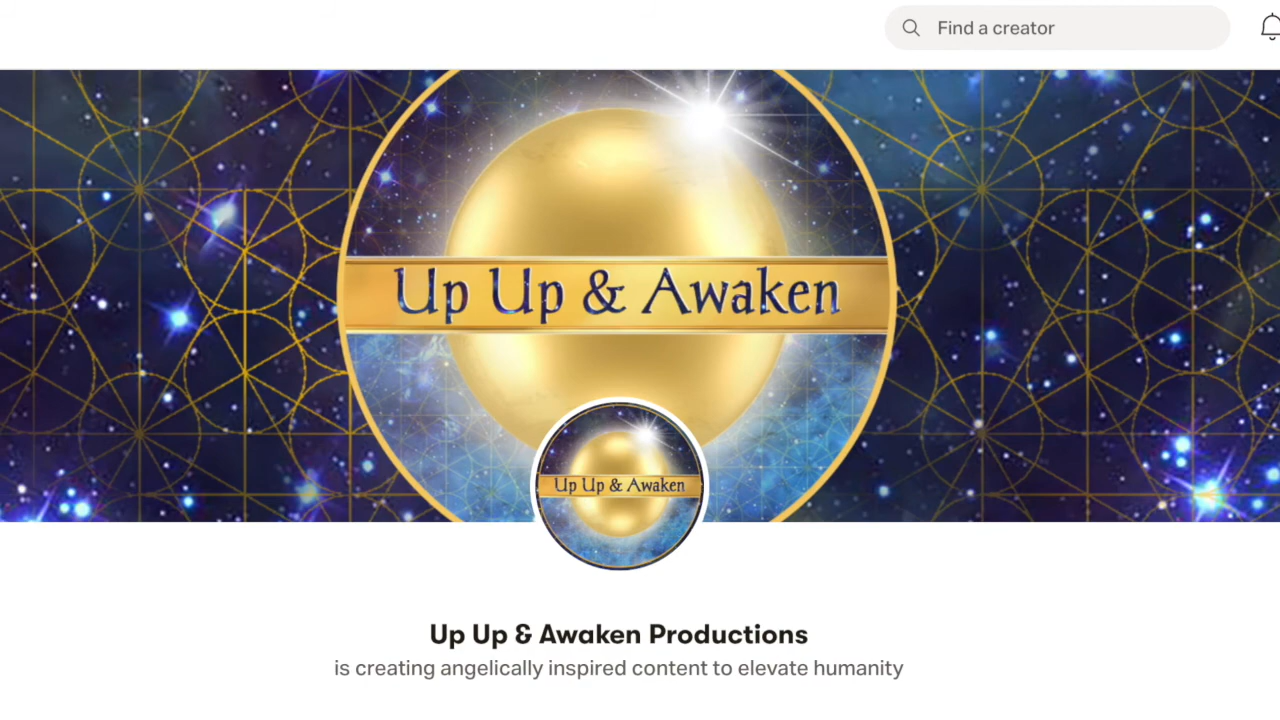 Find a creator
Up Up & Awaken
Up Up & Awaken
Up Up & Awaken Productions
is creating angelically inspired content to elevate humanity